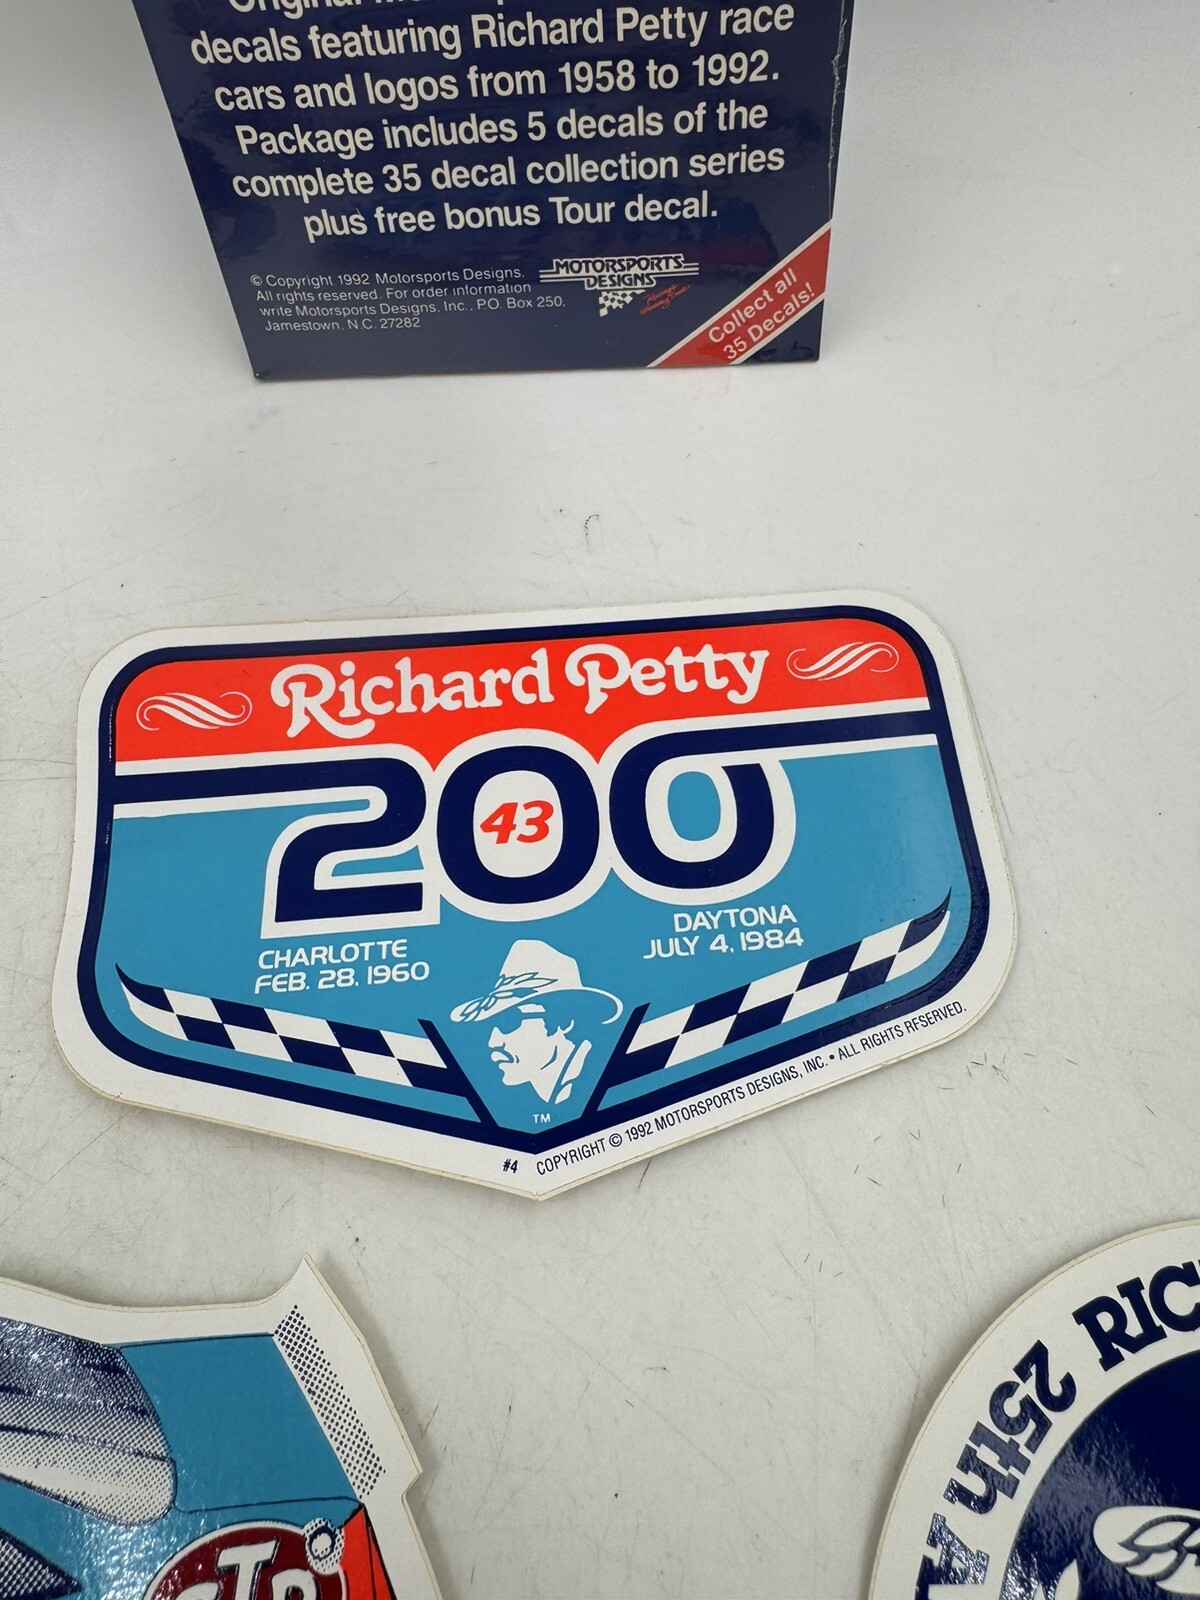 decals featuring Richard Petty race
cars and logos from 1958 to 1992.
Package includes 5 decals of the
complete 35 decal collection series
plus free bonus Tour decal.
© Copyright 1992 Motorsports Designs.
All rights reserved. For order information
write Motorsports Designs, Inc., P.O. Box 250,
Jamestown, N.C. 27282
MOTORSPORTS
DESIGNS
Collect all
35 Decals!
Richard Petty
200
43
CHARLOTTE
FEB. 28, 1960
DAYTONA
JULY 4, 1984
TM
#4 COPYRIGHT © 1992 MOTORSPORTS DESIGNS, INC. • ALL RIGHTS RESERVED.
25th